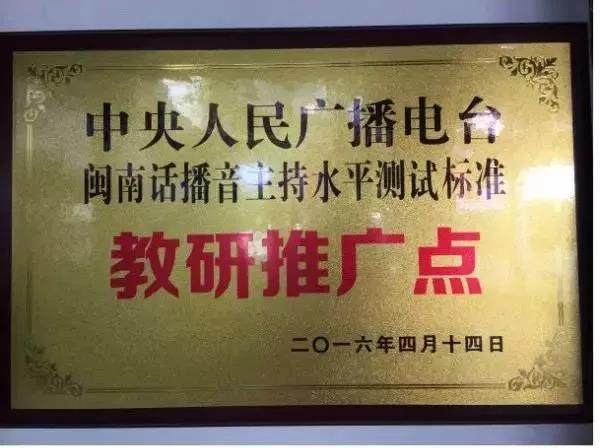 中央人民广播电台
闽南话播音主持水平测试标准
教研推广点
二〇一六年四月十四日